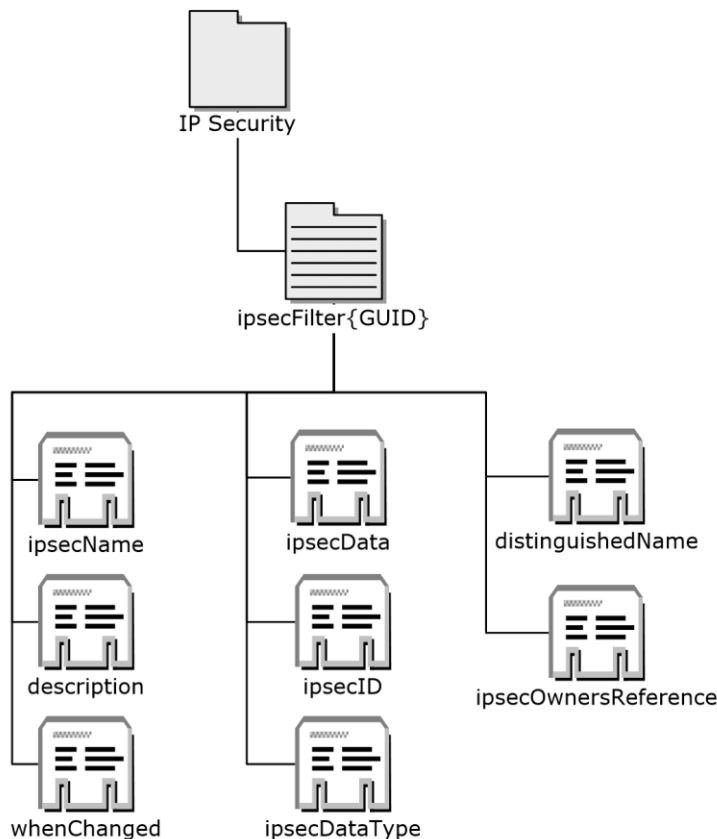 IP Security
ipsecFilter{GUID}
ipsecName
ipsecData
distinguishedName
description
ipsecID
ipsecOwnersReference
whenChanged
ipsecDataType